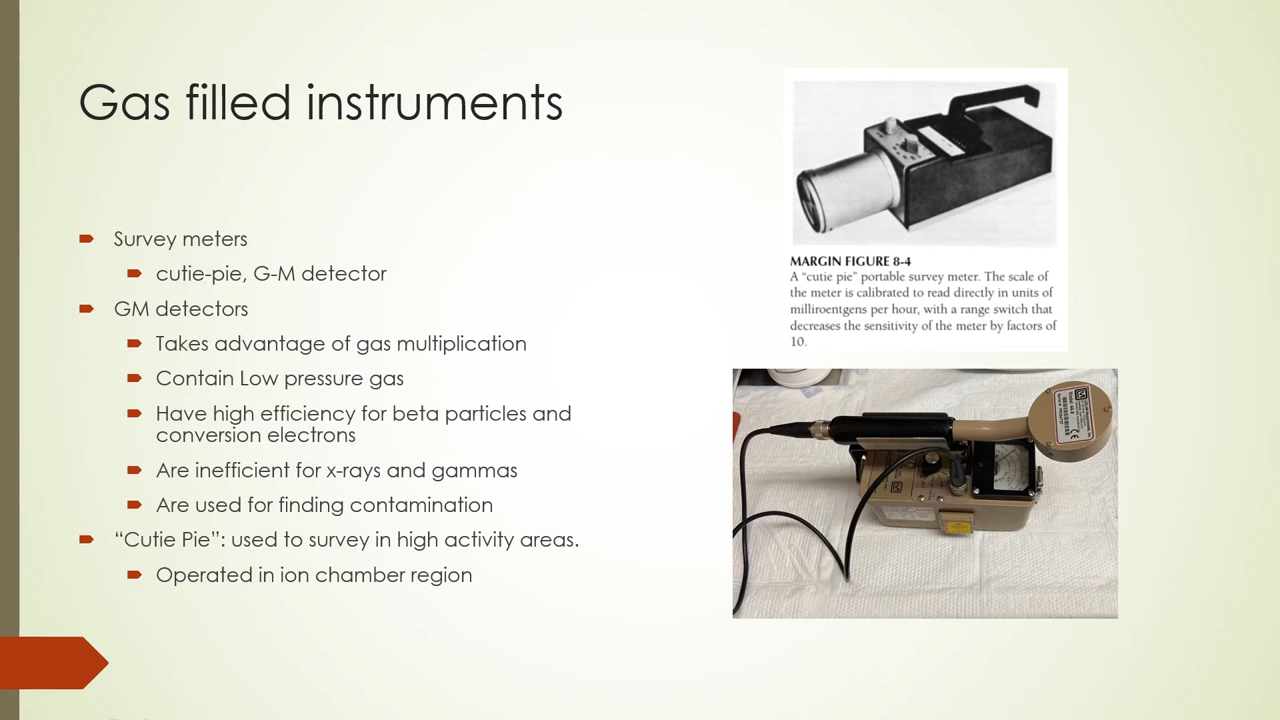 Gas filled instruments
Survey meters
cutie-pie, G-M detector
GM detectors
Takes advantage of gas multiplication
Contain Low pressure gas
Have high efficiency for beta particles and
conversion electrons
Are inefficient for x-rays and gammas
Are used for finding contamination
“Cutie Pie”: used to survey in high activity areas.
Operated in ion chamber region
MARGIN FIGURE 8-4
A “cutie pie” portable survey meter. The scale of
the meter is calibrated to read directly in units of
milliroentgens per hour, with a range switch that
decreases the sensitivity of the meter by factors of
10.